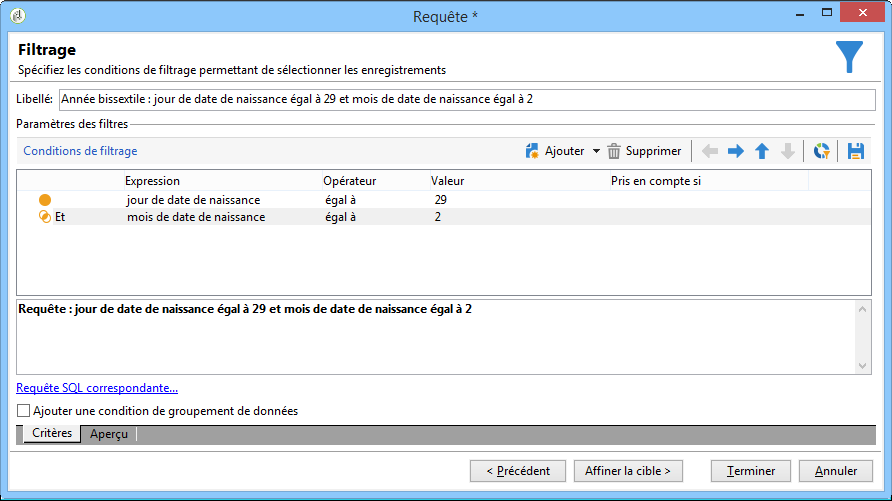 Requête *
Filtrage
Spécifiez les conditions de filtrage permettant de sélectionner les enregistrements
Libellé: Année bissextile : jour de date de naissance égal à 29 et mois de date de naissance égal à 2
Paramètres des filtres
Conditions de filtrage Ajouter Supprimer
Expression Opérateur Valeur Pris en compte si
jour de date de naissance égal à 29
Et mois de date de naissance égal à 2
Requête : jour de date de naissance égal à 29 et mois de date de naissance égal à 2
Requête SQL correspondante...
Ajouter une condition de groupement de données
Critères Aperçu
< Précédent Affiner la cible > Terminer Annuler